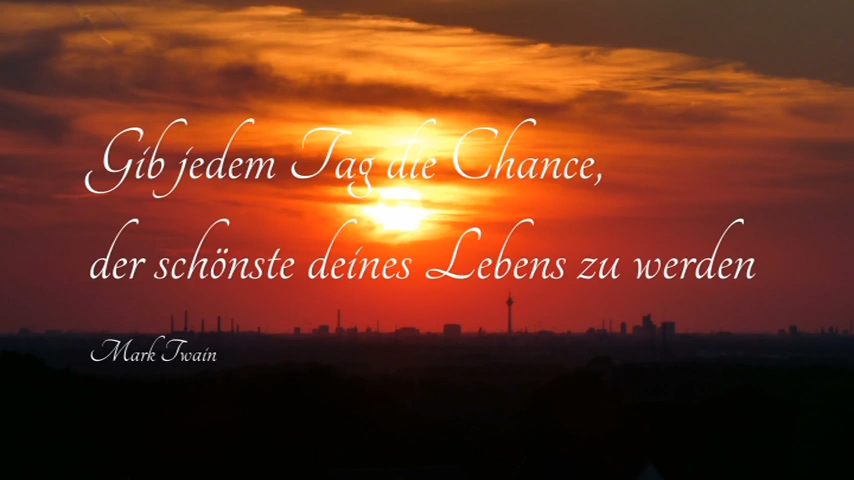 Gib jedem Tag die Chance,
der schönste deines Lebens zu werden
Mark Twain